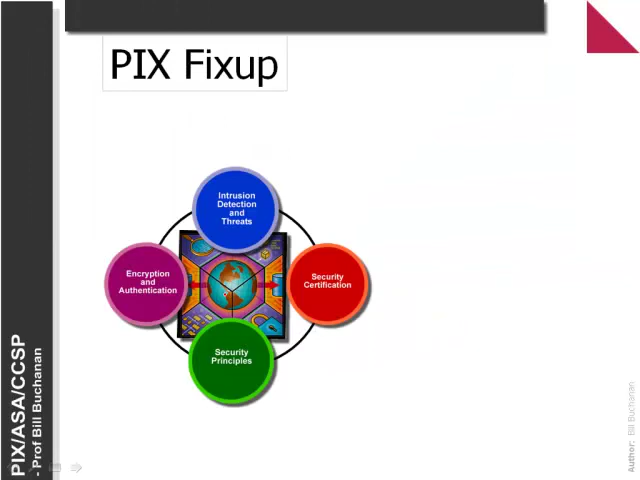 PIX Fixup
Intrusion
Detection
and
Threats
Encryption
and
Authentication
Security
Certification
Security
Principles
PIX/ASA/CCSP
- Prof Bill Buchanan
Author: Bill Buchanan